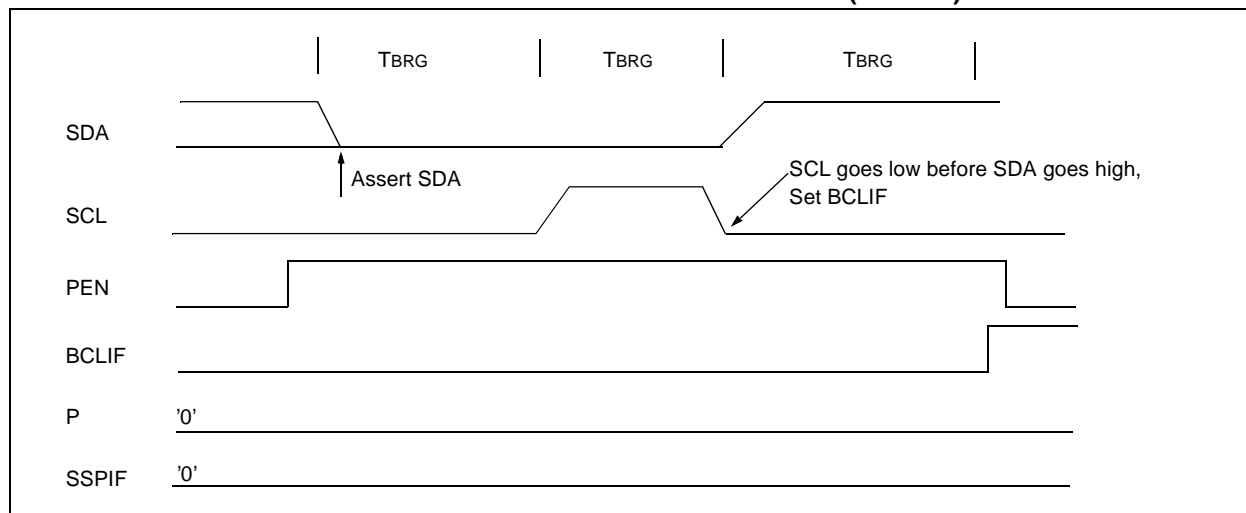 TBRG TBRG TBRG
SDA
Assert SDA
SCL goes low before SDA goes high,
Set BCLIF
SCL
PEN
BCLIF
P '0'
SSPIF '0'